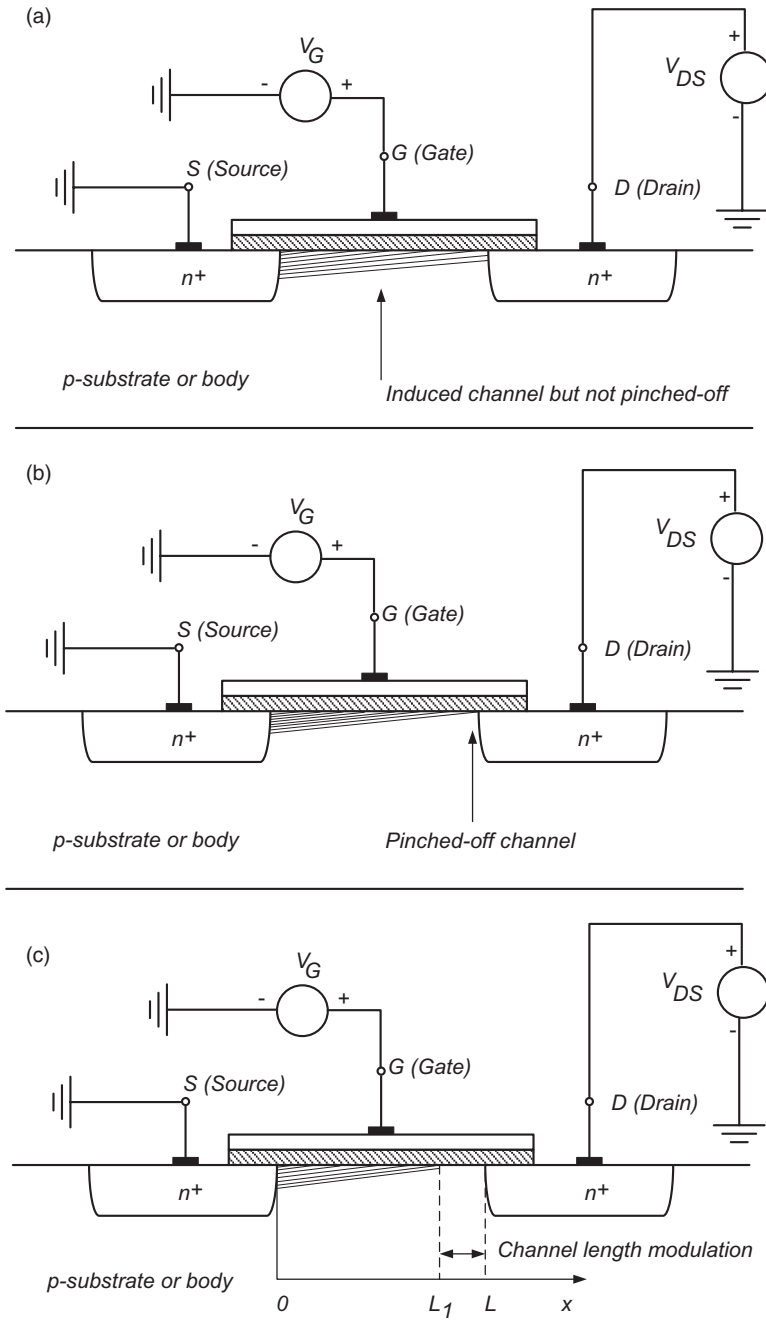 (a)
V_G
- +
+
V_DS
-
G (Gate)
S (Source)
D (Drain)
n+ n+
p-substrate or body
Induced channel but not pinched-off
(b)
V_G
- +
+
V_DS
-
G (Gate)
S (Source)
D (Drain)
n+ n+
p-substrate or body
Pinched-off channel
(c)
V_G
- +
+
V_DS
-
G (Gate)
S (Source)
D (Drain)
n+ n+
Channel length modulation
p-substrate or body
0 L_1 L x